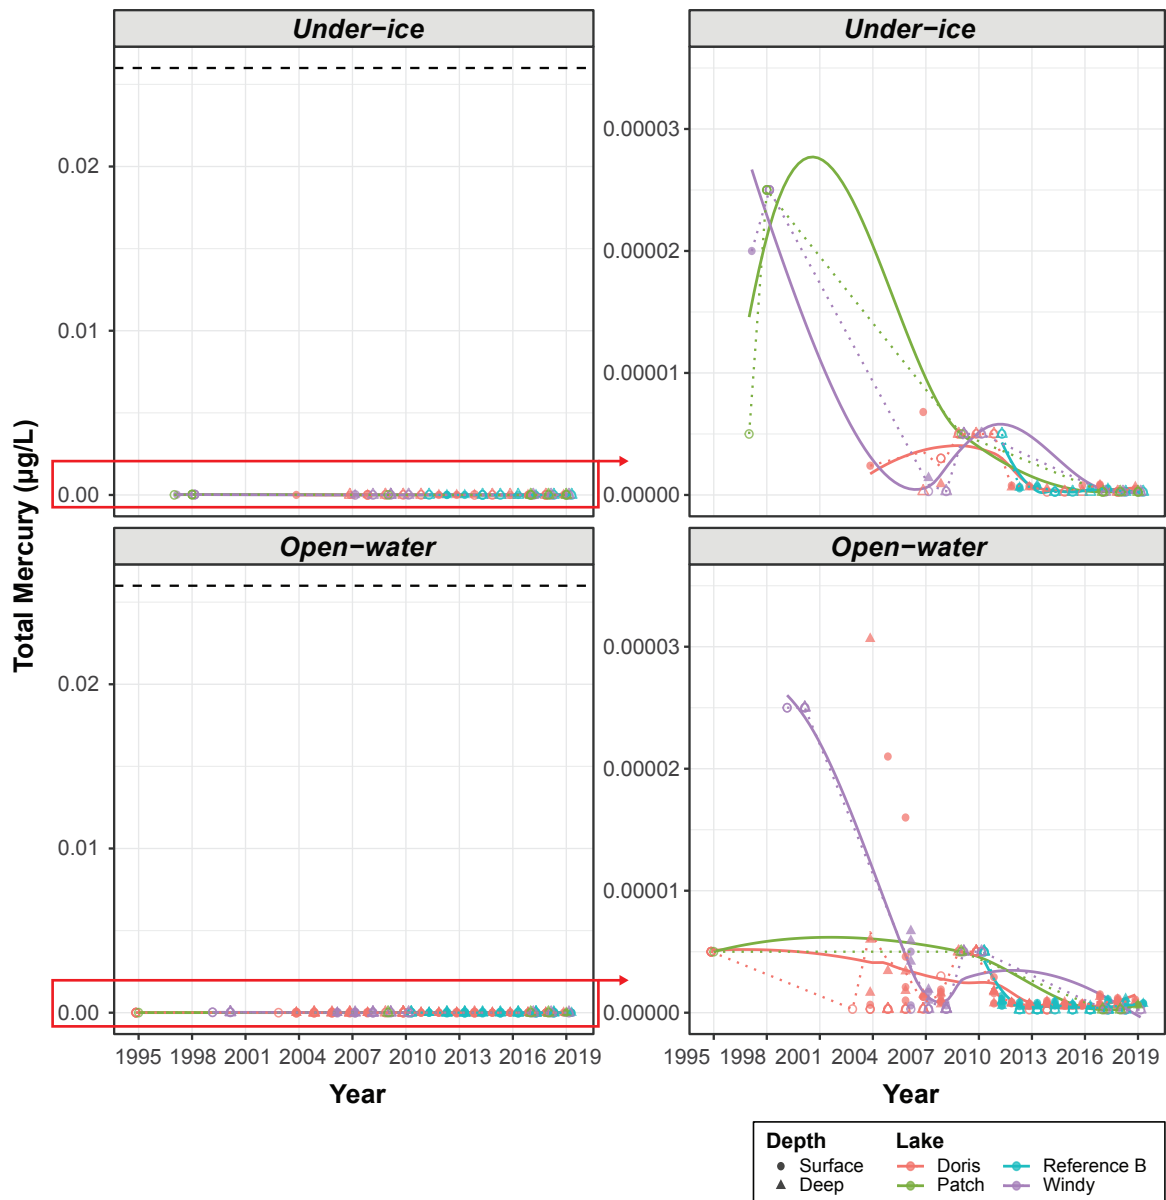 Under−ice
Under−ice
0.02
0.01
0.00
0.00003
0.00002
0.00001
0.00000
Total Mercury (µg/L)
Open−water
Open−water
0.02
0.01
0.00
0.00003
0.00002
0.00001
0.00000
1995 1998 2001 2004 2007 2010 2013 2016 2019
1995 1998 2001 2004 2007 2010 2013 2016 2019
Year
Year
Depth
Surface
Deep
Lake
Doris
Reference B
Patch
Windy